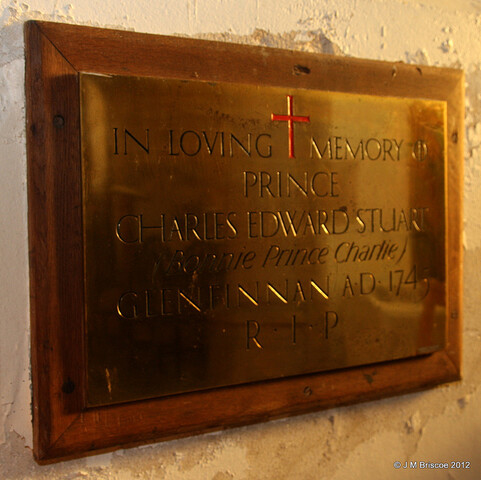 IN LOVING MEMORY OF
PRINCE
CHARLES EDWARD STUART
(Bonnie Prince Charlie)
GLENFINNAN A·D· 1745
R·I·P
© J.M Briscoe 2012